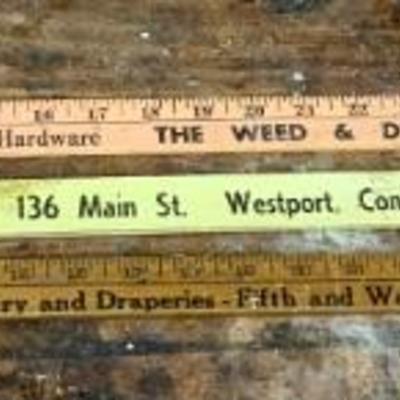 16 17 18 19 20 21 22
Hardware THE WEED & D
136 Main St. Westport, Con
ry and Draperies - Fifth and Wa